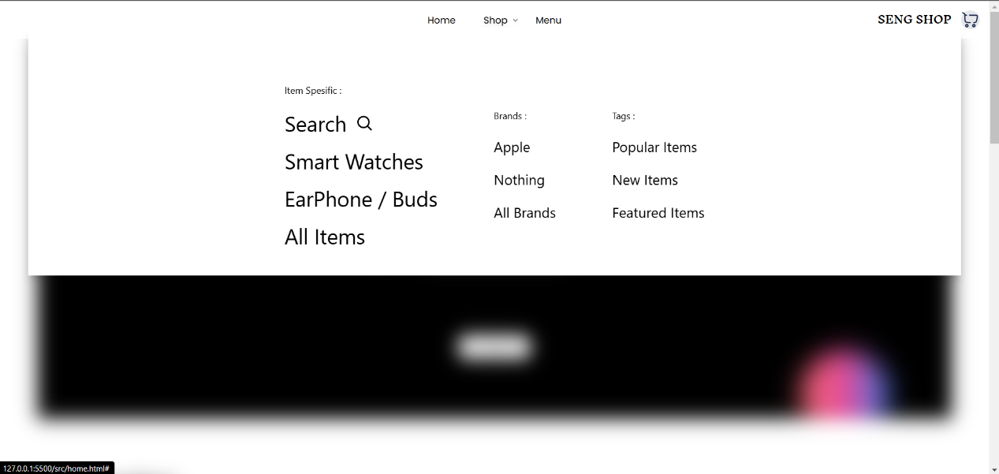 Home Shop Menu SENG SHOP
Item Spesific :
Search
Smart Watches
EarPhone / Buds
All Items
Brands :
Apple
Nothing
All Brands
Tags :
Popular Items
New Items
Featured Items
127.0.0.1:5500/src/home.html#